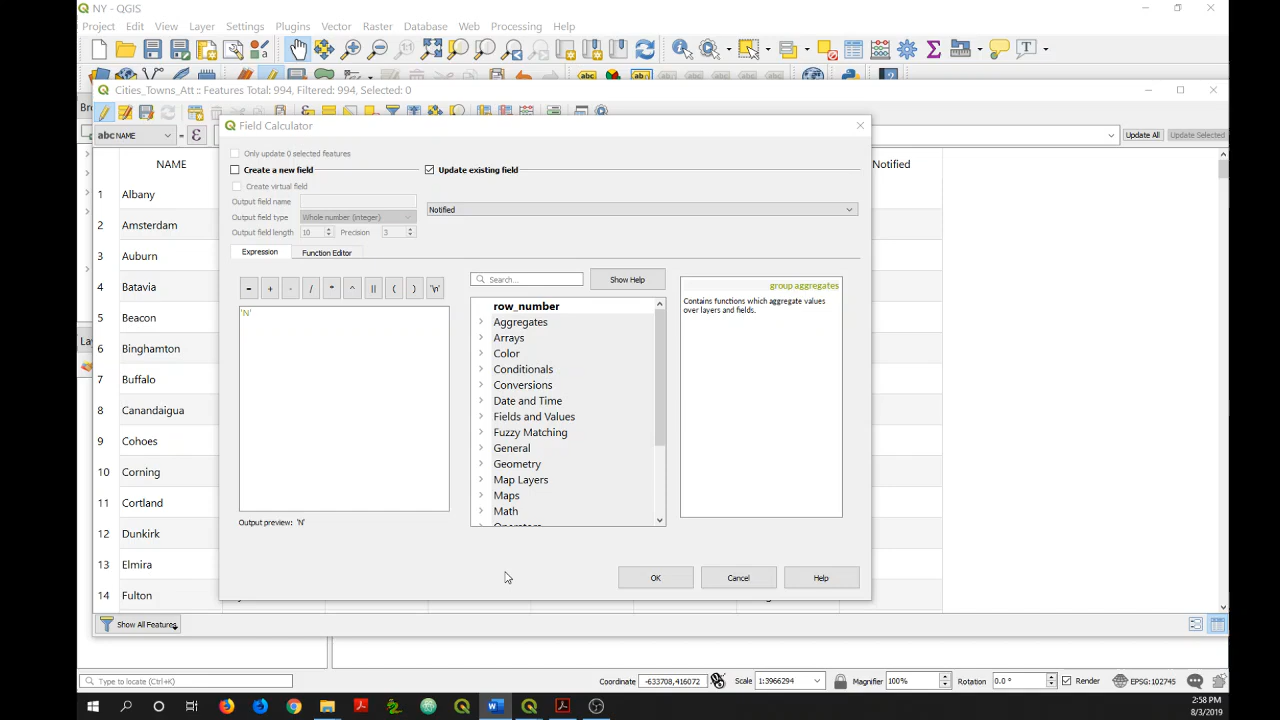 NY - QGIS
Project Edit View Layer Settings Plugins Vector Raster Database Web Processing Help
Cities_Towns_Att :: Features Total: 994, Filtered: 994, Selected: 0
abc NAME = ε Update All Update Selected
Field Calculator
Only update 0 selected features
Create a new field Update existing field
Create virtual field
Output field name
Output field type Whole number (integer) Notified
Output field length 10 Precision 3
Expression Function Editor
= + - / * ^ || ( ) '\n' Search... Show Help
'N'
Output preview: 'N'
row_number
Aggregates
Arrays
Color
Conditionals
Conversions
Date and Time
Fields and Values
Fuzzy Matching
General
Geometry
Map Layers
Maps
Math
Operators
group aggregates
Contains functions which aggregate values
over layers and fields.
OK Cancel Help
NAME Notified
1 Albany
2 Amsterdam
3 Auburn
4 Batavia
5 Beacon
6 Binghamton
7 Buffalo
8 Canandaigua
9 Cohoes
10 Corning
11 Cortland
12 Dunkirk
13 Elmira
14 Fulton
Show All Features
Type to locate (Ctrl+K) Coordinate -633708,416072 Scale 1:3966294 Magnifier 100% Rotation 0.0 ° Render EPSG:102745
2:58 PM
8/3/2019